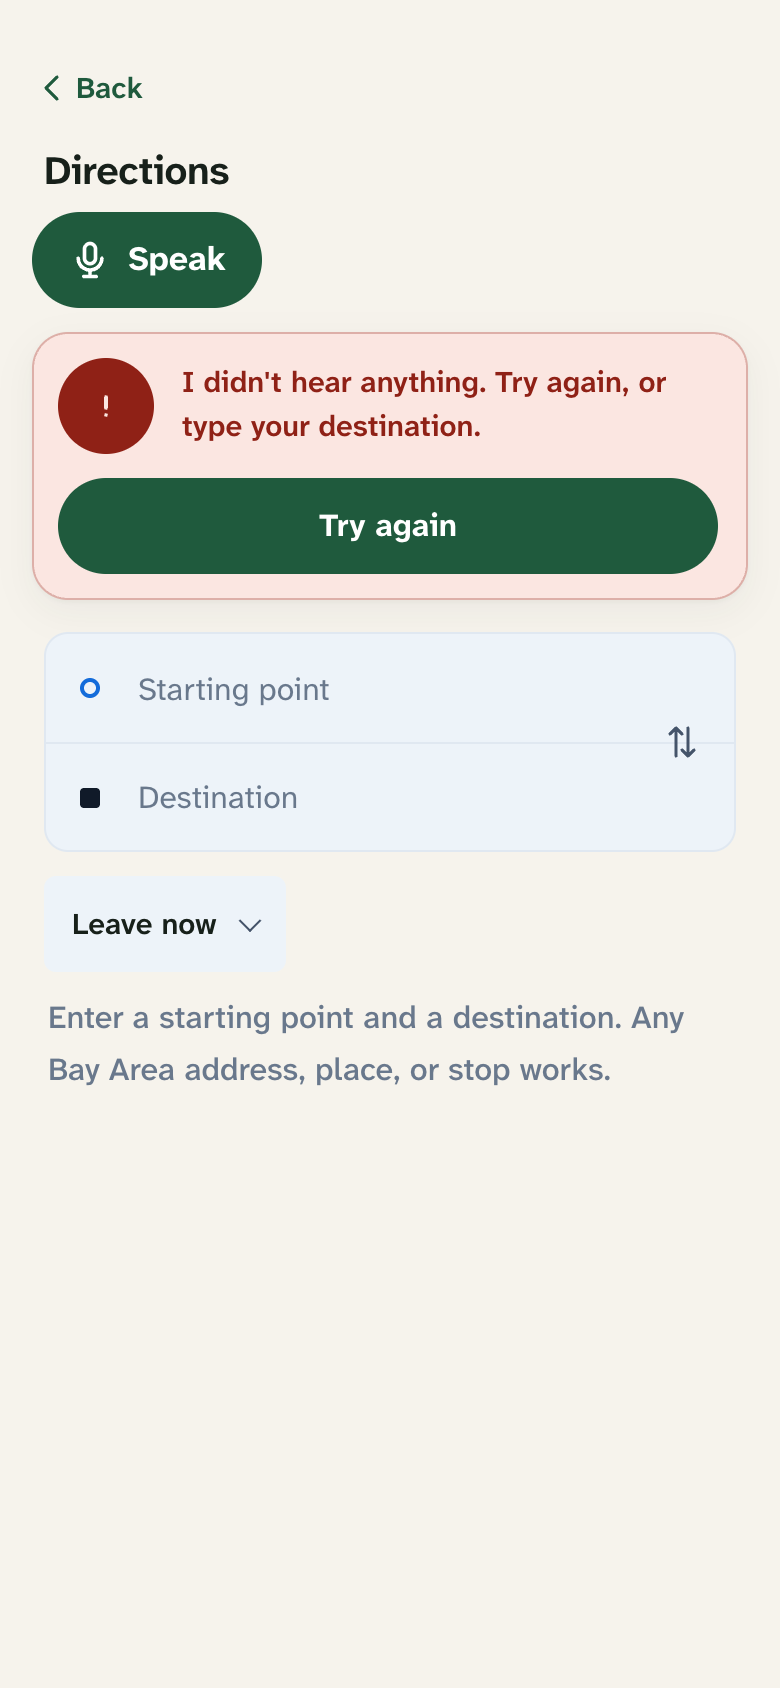 Back
Directions
Speak
I didn't hear anything. Try again, or
type your destination.
Try again
Starting point
Destination
Leave now
Enter a starting point and a destination. Any
Bay Area address, place, or stop works.